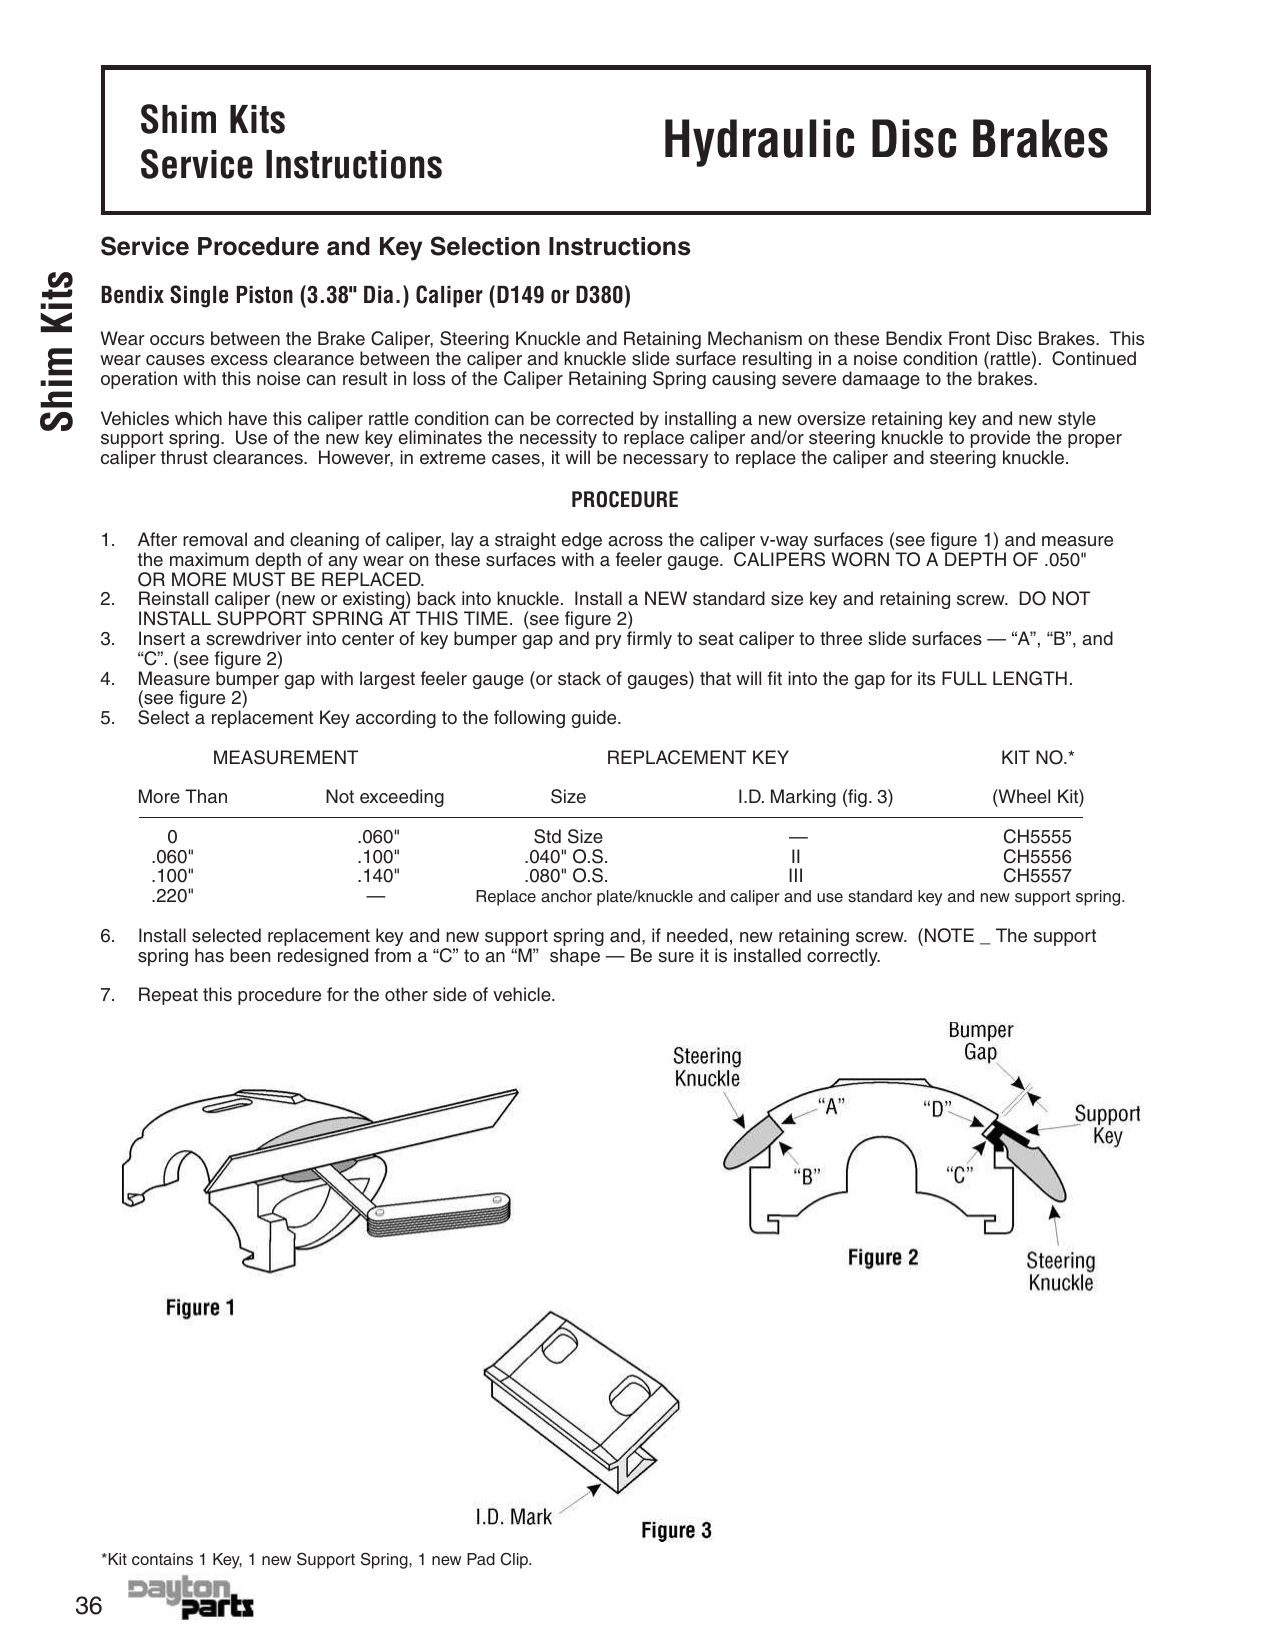 Shim Kits
Service Instructions
Hydraulic Disc Brakes
Shim Kits
Service Procedure and Key Selection Instructions
Bendix Single Piston (3.38" Dia.) Caliper (D149 or D380)
Wear occurs between the Brake Caliper, Steering Knuckle and Retaining Mechanism on these Bendix Front Disc Brakes.  This
wear causes excess clearance between the caliper and knuckle slide surface resulting in a noise condition (rattle).  Continued
operation with this noise can result in loss of the Caliper Retaining Spring causing severe damaage to the brakes.
Vehicles which have this caliper rattle condition can be corrected by installing a new oversize retaining key and new style
support spring.  Use of the new key eliminates the necessity to replace caliper and/or steering knuckle to provide the proper
caliper thrust clearances.  However, in extreme cases, it will be necessary to replace the caliper and steering knuckle.
PROCEDURE
1. After removal and cleaning of caliper, lay a straight edge across the caliper v-way surfaces (see figure 1) and measure
the maximum depth of any wear on these surfaces with a feeler gauge.  CALIPERS WORN TO A DEPTH OF .050"
OR MORE MUST BE REPLACED.
2. Reinstall caliper (new or existing) back into knuckle.  Install a NEW standard size key and retaining screw.  DO NOT
INSTALL SUPPORT SPRING AT THIS TIME.  (see figure 2)
3. Insert a screwdriver into center of key bumper gap and pry firmly to seat caliper to three slide surfaces — “A”, “B”, and
“C”. (see figure 2)
4. Measure bumper gap with largest feeler gauge (or stack of gauges) that will fit into the gap for its FULL LENGTH.
(see figure 2)
5. Select a replacement Key according to the following guide.
MEASUREMENT REPLACEMENT KEY KIT NO.*
More Than Not exceeding Size I.D. Marking (fig. 3) (Wheel Kit)
0 .060" Std Size — CH5555
.060" .100" .040" O.S. II CH5556
.100" .140" .080" O.S. III CH5557
.220" — Replace anchor plate/knuckle and caliper and use standard key and new support spring.
6. Install selected replacement key and new support spring and, if needed, new retaining screw.  (NOTE _ The support
spring has been redesigned from a “C” to an “M”  shape — Be sure it is installed correctly.
7. Repeat this procedure for the other side of vehicle.
Bumper
Gap
Steering
Knuckle
“A”
“D”
Support
Key
“B”
“C”
Figure 2
Steering
Knuckle
Figure 1
I.D. Mark
Figure 3
*Kit contains 1 Key, 1 new Support Spring, 1 new Pad Clip.
36
Dayton
parts